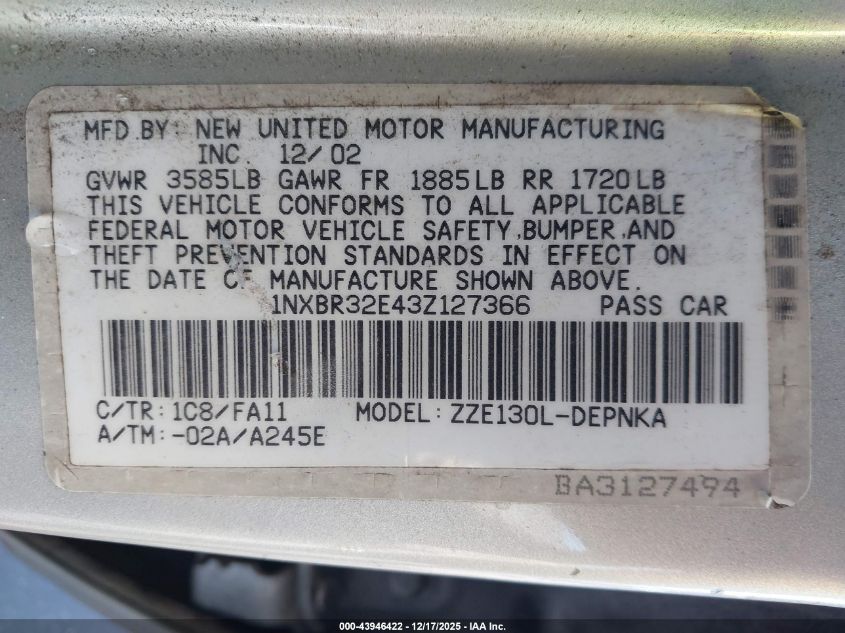 MFD.BY: NEW UNITED MOTOR MANUFACTURING
INC. 12/02
GVWR 3585LB GAWR FR 1885LB RR 1720LB
THIS VEHICLE CONFORMS TO ALL APPLICABLE
FEDERAL MOTOR VEHICLE SAFETY,BUMPER,AND
THEFT PREVENTION STANDARDS IN EFFECT ON
THE DATE OF MANUFACTURE SHOWN ABOVE.
1NXBR32E43Z127366 PASS CAR
C/TR:1C8/FA11 MODEL:ZZE130L-DEPNKA
A/TM:-02A/A245E
BA3127494
000-43946422 - 12/17/2025 - IAA Inc.